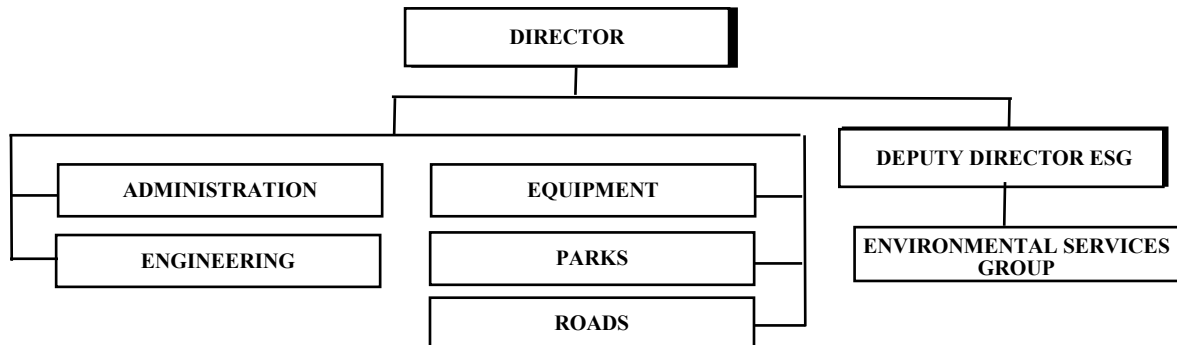 DIRECTOR
DEPUTY DIRECTOR ESG
ADMINISTRATION
EQUIPMENT
ENGINEERING
PARKS
ENVIRONMENTAL SERVICES
GROUP
ROADS